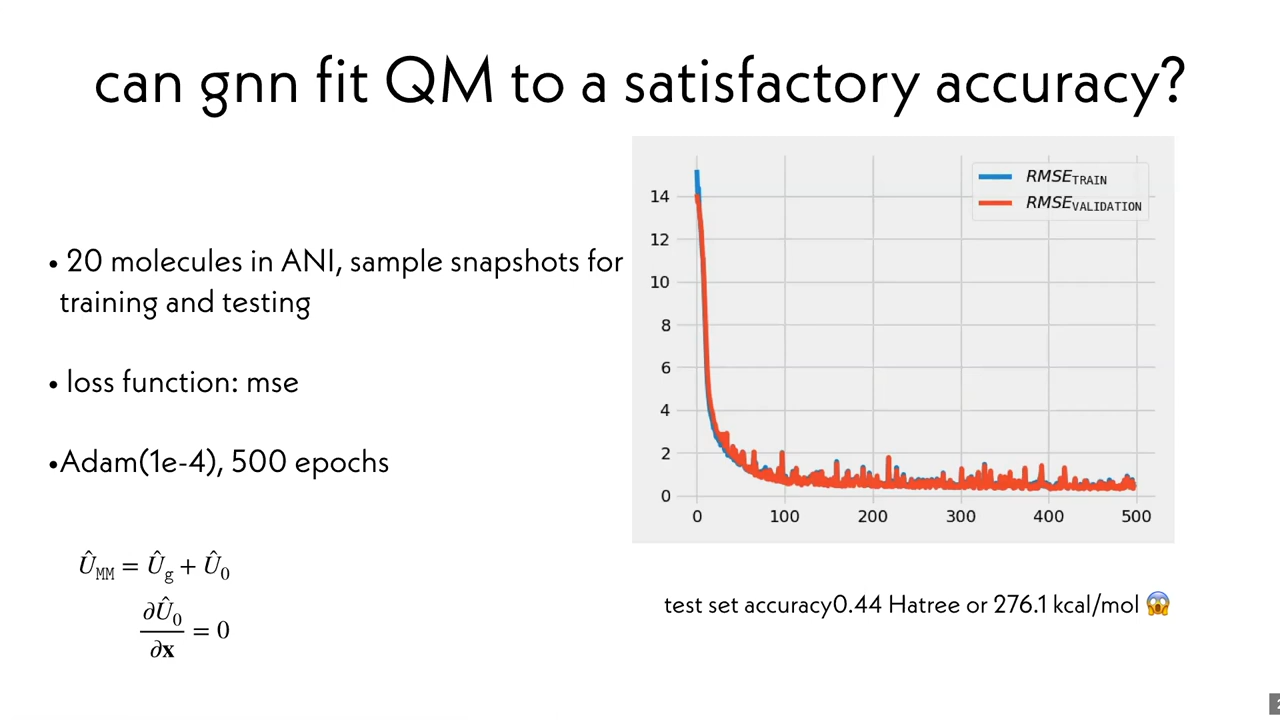 can gnn fit QM to a satisfactory accuracy?
• 20 molecules in ANI, sample snapshots for
training and testing
• loss function: mse
•Adam(1e-4), 500 epochs
Û_MM = Û_g + Û_0
∂Û_0
∂x
= 0
RMSE_TRAIN
RMSE_VALIDATION
14
12
10
8
6
4
2
0
0 100 200 300 400 500
test set accuracy0.44 Hatree or 276.1 kcal/mol 😱